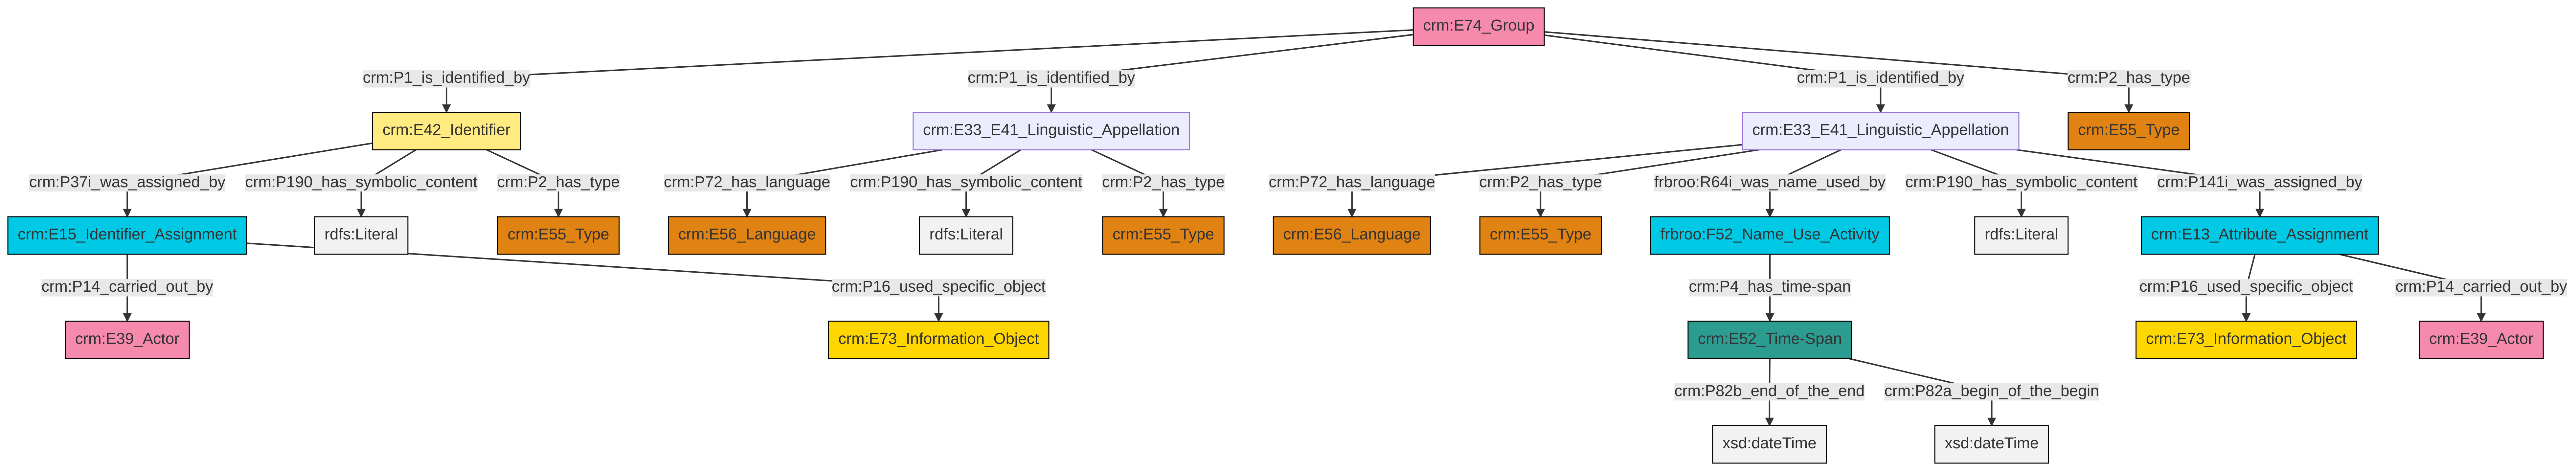 crm:E74_Group
crm:P1_is_identified_by
crm:P1_is_identified_by
crm:P1_is_identified_by
crm:P2_has_type
crm:E42_Identifier
crm:E33_E41_Linguistic_Appellation
crm:E33_E41_Linguistic_Appellation
crm:E55_Type
crm:P37i_was_assigned_by
crm:P190_has_symbolic_content
crm:P2_has_type
crm:P72_has_language
crm:P190_has_symbolic_content
crm:P2_has_type
crm:P72_has_language
crm:P2_has_type
frbroo:R64i_was_name_used_by
crm:P190_has_symbolic_content
crm:P141i_was_assigned_by
crm:E15_Identifier_Assignment
rdfs:Literal
crm:E55_Type
crm:E56_Language
rdfs:Literal
crm:E55_Type
crm:E56_Language
crm:E55_Type
frbroo:F52_Name_Use_Activity
rdfs:Literal
crm:E13_Attribute_Assignment
crm:P14_carried_out_by
crm:P16_used_specific_object
crm:P4_has_time-span
crm:P16_used_specific_object
crm:P14_carried_out_by
crm:E39_Actor
crm:E73_Information_Object
crm:E52_Time-Span
crm:E73_Information_Object
crm:E39_Actor
crm:P82b_end_of_the_end
crm:P82a_begin_of_the_begin
xsd:dateTime
xsd:dateTime